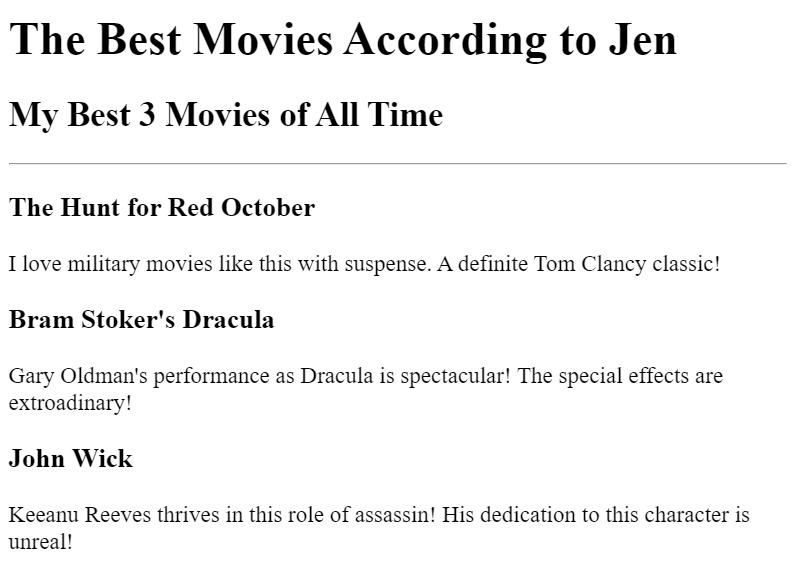 The Best Movies According to Jen
My Best 3 Movies of All Time
The Hunt for Red October
I love military movies like this with suspense. A definite Tom Clancy classic!
Bram Stoker's Dracula
Gary Oldman's performance as Dracula is spectacular! The special effects are
extroadinary!
John Wick
Keeanu Reeves thrives in this role of assassin! His dedication to this character is
unreal!